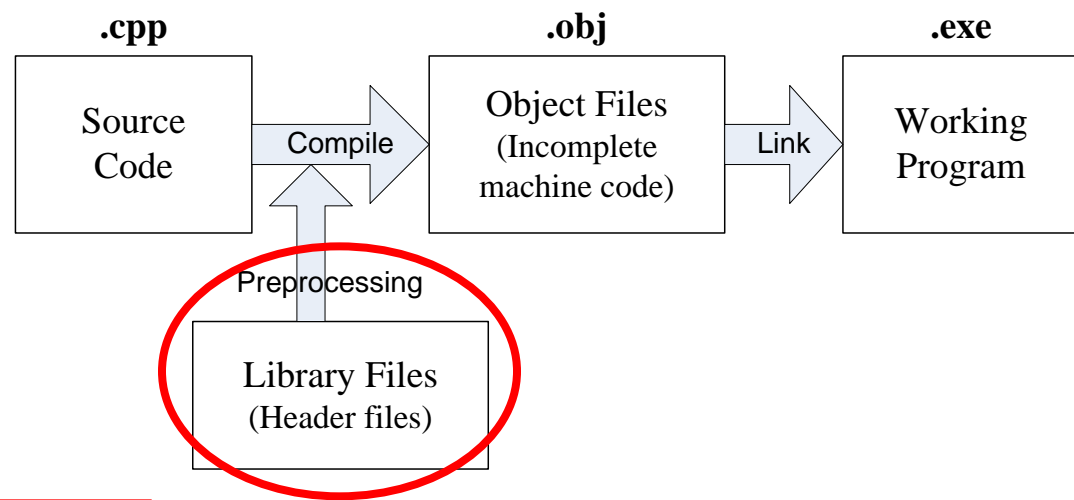 .cpp
.obj
.exe
Source
Code
Compile
Object Files
(Incomplete
machine code)
Link
Working
Program
Preprocessing
Library Files
(Header files)